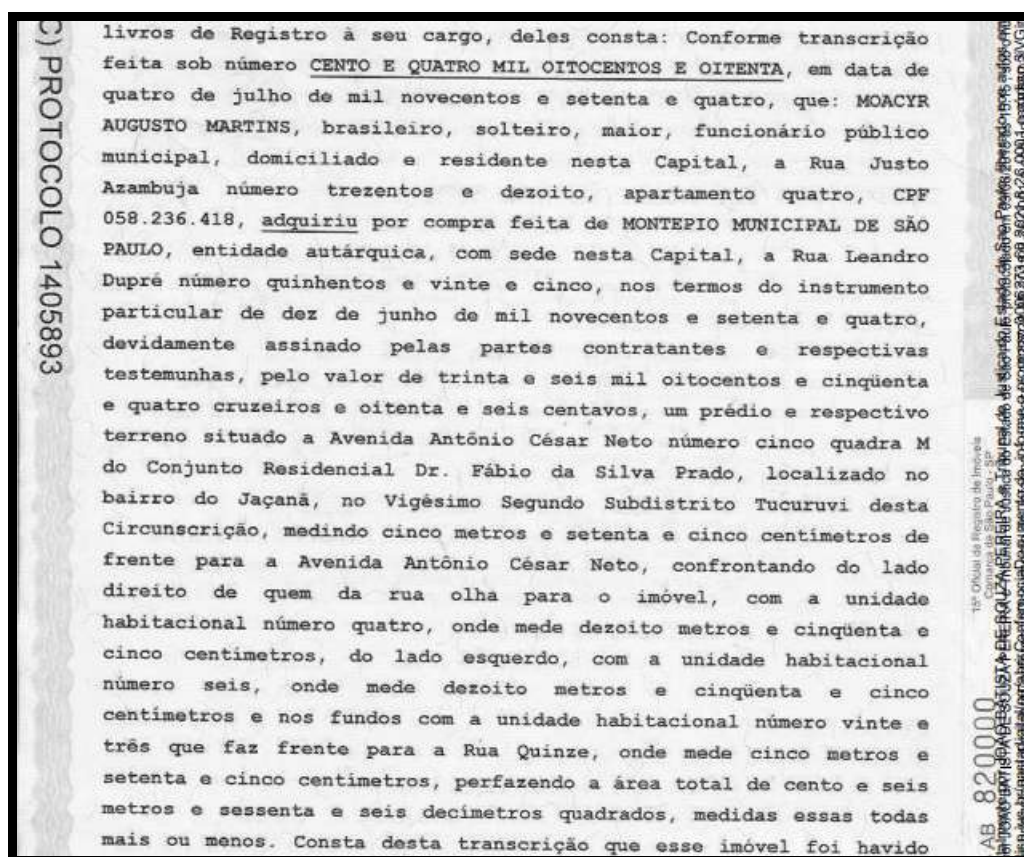 livros de Registro à seu cargo, deles consta: Conforme transcrição
feita sob número CENTO E QUATRO MIL OITOCENTOS E OITENTA, em data de
quatro de julho de mil novecentos e setenta e quatro, que: MOACYR
AUGUSTO MARTINS, brasileiro, solteiro, maior, funcionário público
municipal, domiciliado e residente nesta Capital, a Rua Justo
Azambuja número trezentos e dezoito, apartamento quatro, CPF
058.236.418, adquiriu por compra feita de MONTEPIO MUNICIPAL DE SÃO
PAULO, entidade autárquica, com sede nesta Capital, a Rua Leandro
Dupré número quinhentos e vinte e cinco, nos termos do instrumento
particular de dez de junho de mil novecentos e setenta e quatro,
devidamente assinado pelas partes contratantes e respectivas
testemunhas, pelo valor de trinta e seis mil oitocentos e cinqüenta
e quatro cruzeiros e oitenta e seis centavos, um prédio e respectivo
terreno situado a Avenida Antônio César Neto número cinco quadra M
do Conjunto Residencial Dr. Fábio da Silva Prado, localizado no
bairro do Jaçanã, no Vigésimo Segundo Subdistrito Tucuruvi desta
Circunscrição, medindo cinco metros e setenta e cinco centímetros de
frente para a Avenida Antônio César Neto, confrontando do lado
direito de quem da rua olha para o imóvel, com a unidade
habitacional número quatro, onde mede dezoito metros e cinqüenta e
cinco centímetros, do lado esquerdo, com a unidade habitacional
número seis, onde mede dezoito metros e cinqüenta e cinco
centímetros e nos fundos com a unidade habitacional número vinte e
três que faz frente para a Rua Quinze, onde mede cinco metros e
setenta e cinco centímetros, perfazendo a área total de cento e seis
metros e sessenta e seis decímetros quadrados, medidas essas todas
mais ou menos. Consta desta transcrição que esse imóvel foi havido
C) PROTOCOLO 14058893
15º Oficial de Registro de Imóveis
Comarca de São Paulo - SP
AB 820000